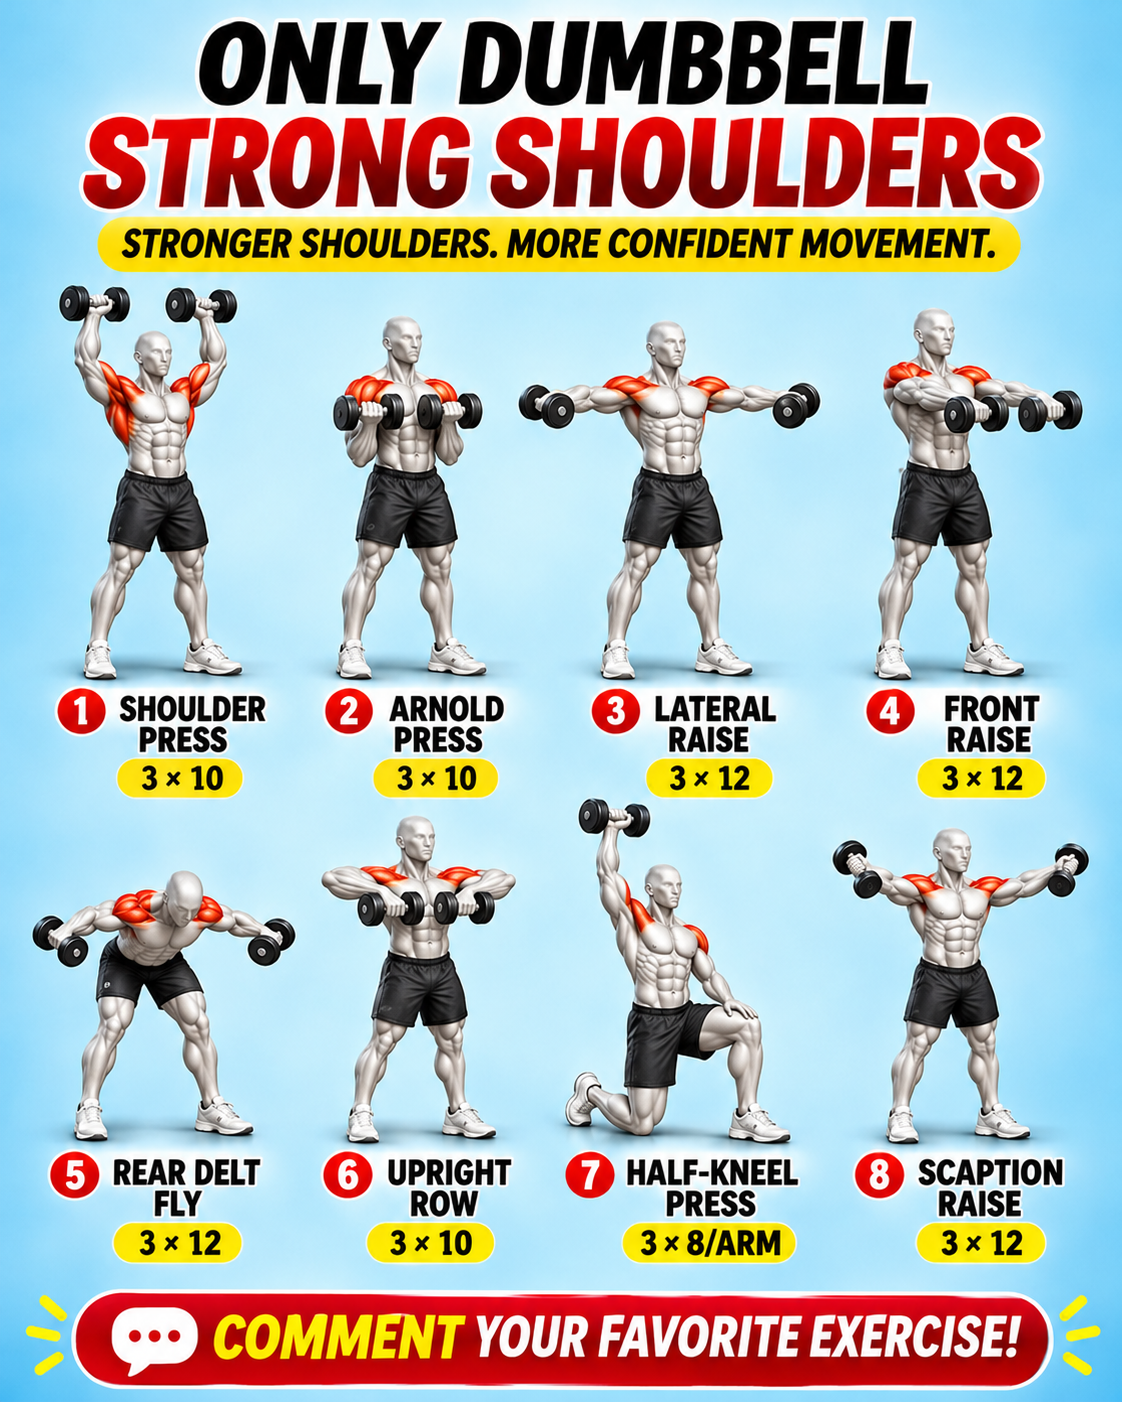 ONLY DUMBBELL
STRONG SHOULDERS
STRONGER SHOULDERS. MORE CONFIDENT MOVEMENT.
1 SHOULDER
PRESS
3 × 10
2 ARNOLD
PRESS
3 × 10
3 LATERAL
RAISE
3 × 12
4 FRONT
RAISE
3 × 12
5 REAR DELT
FLY
3 × 12
6 UPRIGHT
ROW
3 × 10
7 HALF-KNEEL
PRESS
3 × 8/ARM
8 SCAPTION
RAISE
3 × 12
COMMENT YOUR FAVORITE EXERCISE!